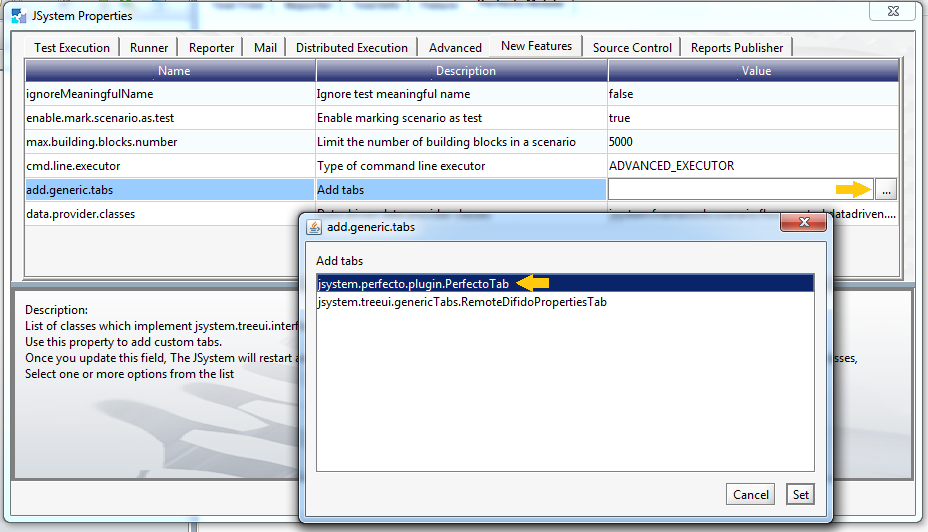 JSystem Properties
Test Execution Runner Reporter Mail Distributed Execution Advanced New Features Source Control Reports Publisher
Name Description Value
ignoreMeaningfulName Ignore test meaningful name false
enable.mark.scenario.as.test Enable marking scenario as test true
max.building.blocks.number Limit the number of building blocks in a scenario 5000
cmd.line.executor Type of command line executor ADVANCED_EXECUTOR
add.generic.tabs Add tabs ...
data.provider.classes datadriven....
add.generic.tabs
Add tabs
jsystem.perfecto.plugin.PerfectoTab
jsystem.treeui.genericTabs.RemoteDifidoPropertiesTab
Description:
List of classes which implement jsystem.treeui.interf
Use this property to add custom tabs.
Once you update this field, The JSystem will restart a sses,
Select one or more options from the list
Cancel Set